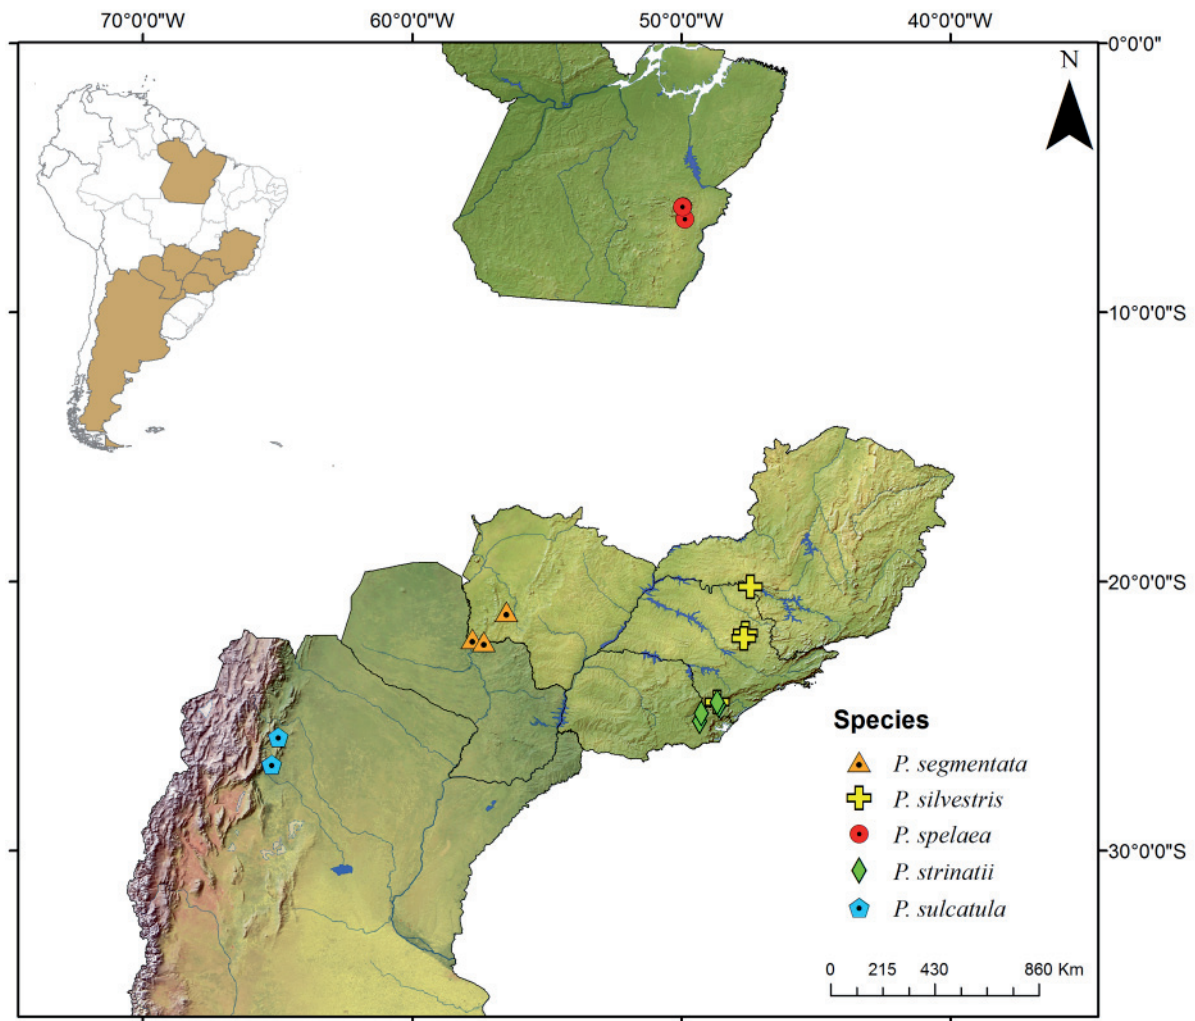 70°0'0"W 60°0'0"W 50°0'0"W 40°0'0"W
0°0'0"
N
10°0'0"S
20°0'0"S
Species
P. segmentata
P. silvestris
P. spelaea
30°0'0"S
P. strinatii
P. sulcatula
0 215 430 860 Km